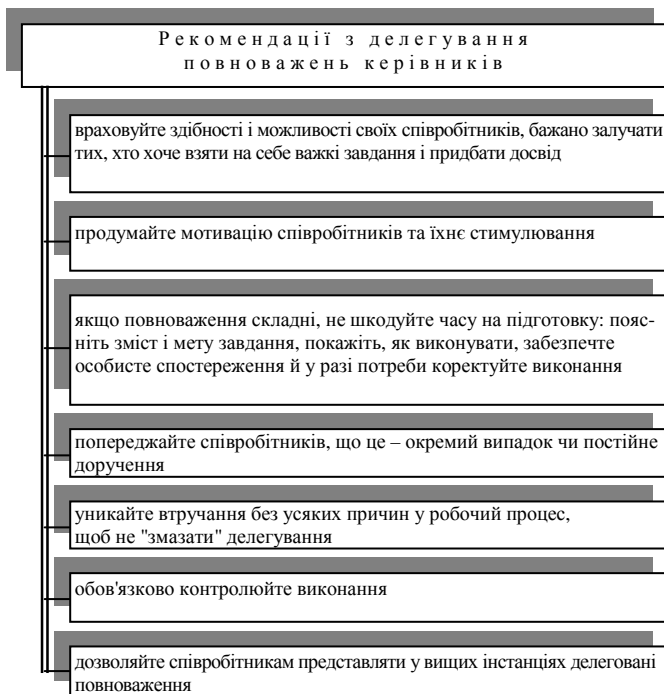 Рекомендації з делегування
повноважень керівників
враховуйте здібності і можливості своїх співробітників, бажано залучати
тих, хто хоче взяти на себе важкі завдання і придбати досвід
продумайте мотивацію співробітників та їхнє стимулювання
якщо повноваження складні, не шкодуйте часу на підготовку: пояс-
ніть зміст і мету завдання, покажіть, як виконувати, забезпечте
особисте спостереження й у разі потреби коректуйте виконання
попереджайте співробітників, що це – окремий випадок чи постійне
доручення
уникайте втручання без усяких причин у робочий процес,
щоб не "змазати" делегування
обов'язково контролюйте виконання
дозволяйте співробітникам представляти у вищих інстанціях делеговані
повноваження